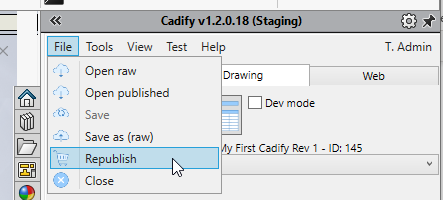 Cadify v1.2.0.18 (Staging)
File Tools View Test Help T. Admin
Open raw
Drawing Web
Open published
Dev mode
Save
Save as (raw)
Republish
My First Cadify Rev 1 - ID: 145
Close